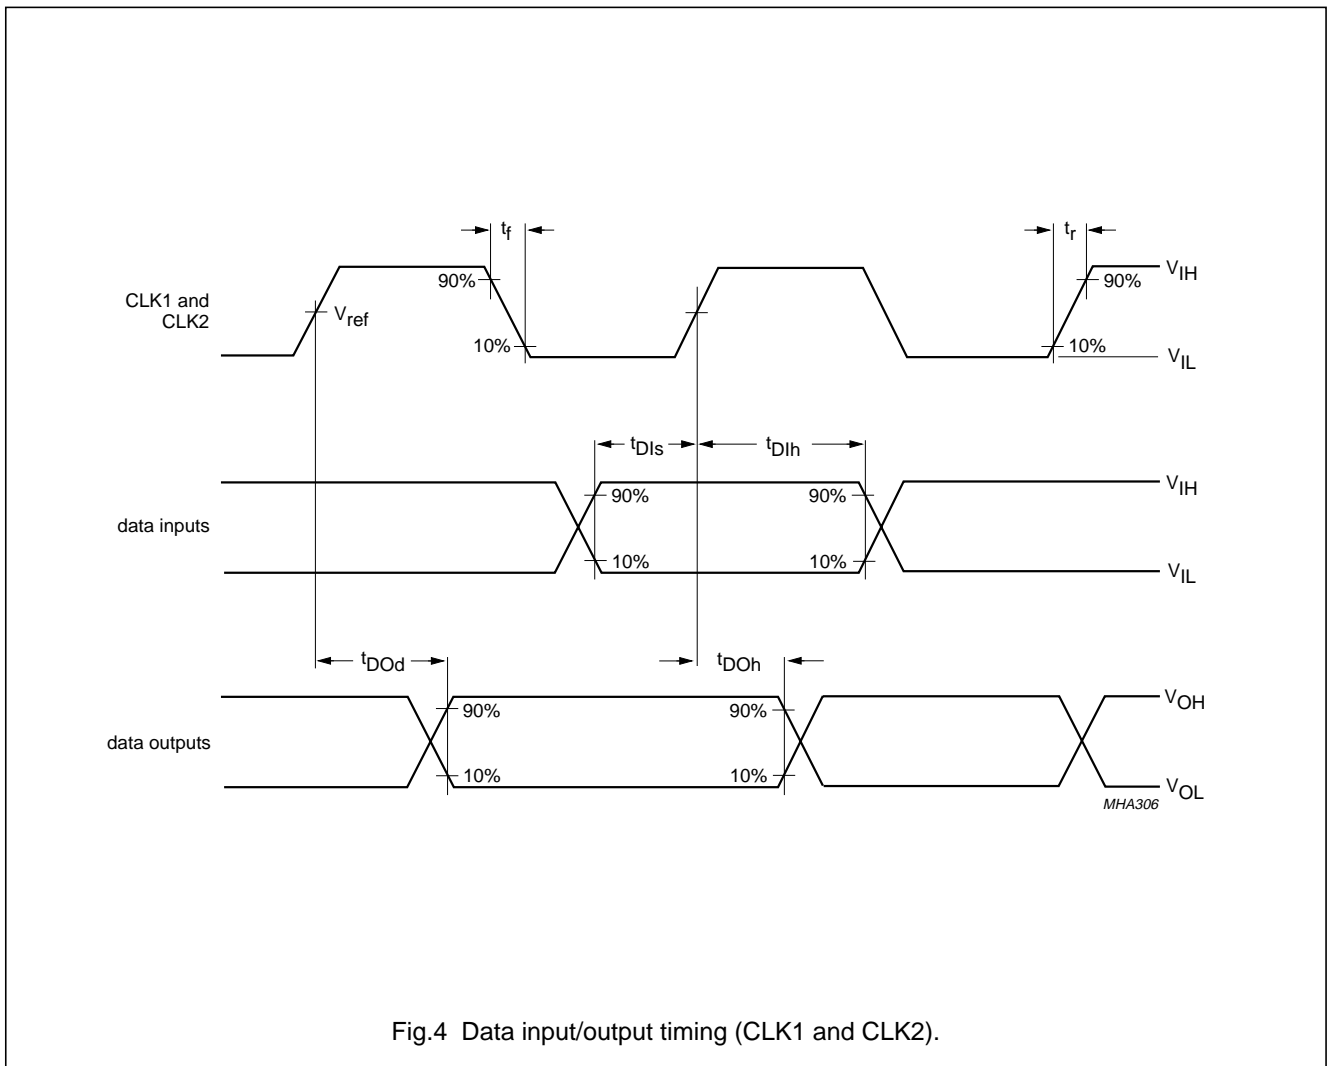 tf
tr
VIH
90%
90%
CLK1 and
CLK2
Vref
10%
10%
VIL
tDIs
tDIh
VIH
90%
90%
data inputs
10%
10%
VIL
tDOd
tDOh
VOH
90%
90%
data outputs
10%
10%
VOL
MHA306
Fig.4 Data input/output timing (CLK1 and CLK2).